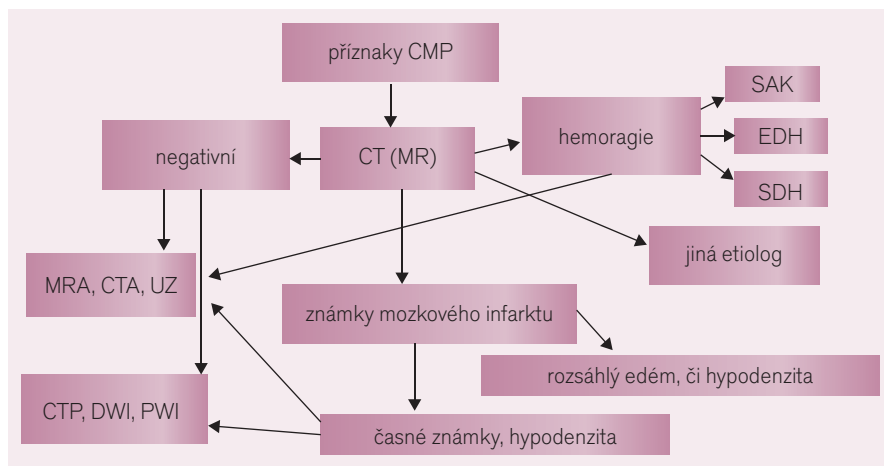 příznaky CMP
SAK
hemoragie
EDH
negativní
CT (MR)
SDH
jiná etiolog
MRA, CTA, UZ
známky mozkového infarktu
rozsáhlý edém, či hypodenzita
CTP, DWI, PWI
časné známky, hypodenzita